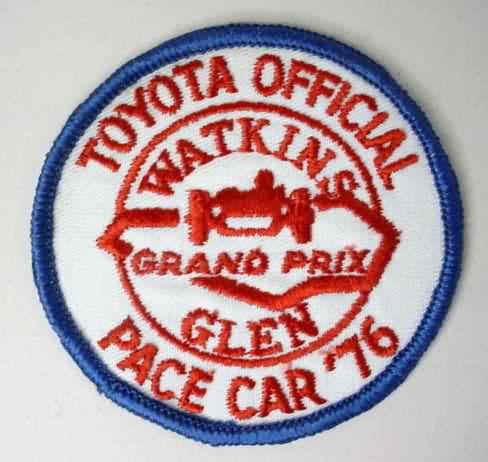 TOYOTA OFFICIAL
WATKINS
GRAND PRIX
GLEN
PACE CAR '76